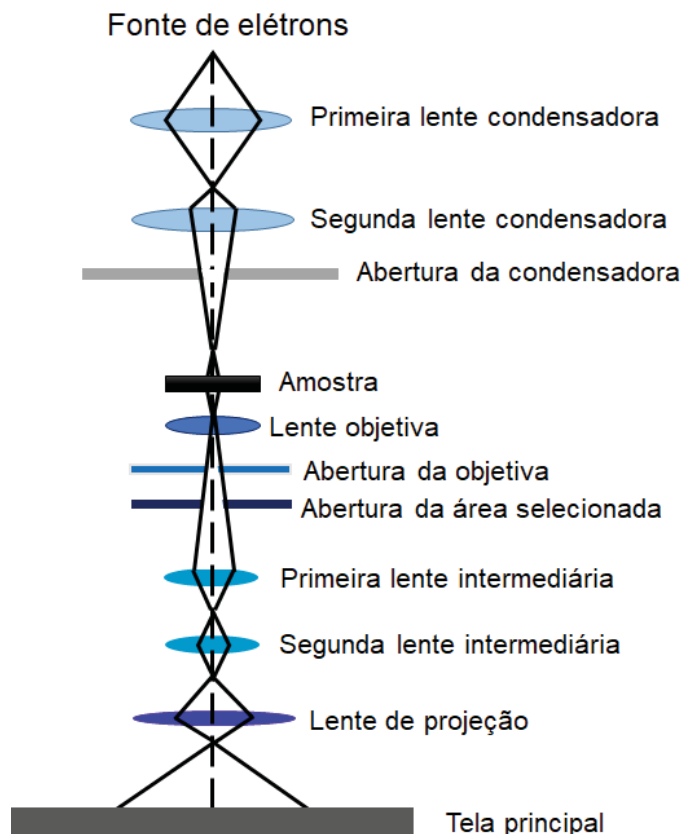 Fonte de elétrons
Primeira lente condensadora
Segunda lente condensadora
Abertura da condensadora
Amostra
Lente objetiva
Abertura da objetiva
Abertura da área selecionada
Primeira lente intermediária
Segunda lente intermediária
Lente de projeção
Tela principal